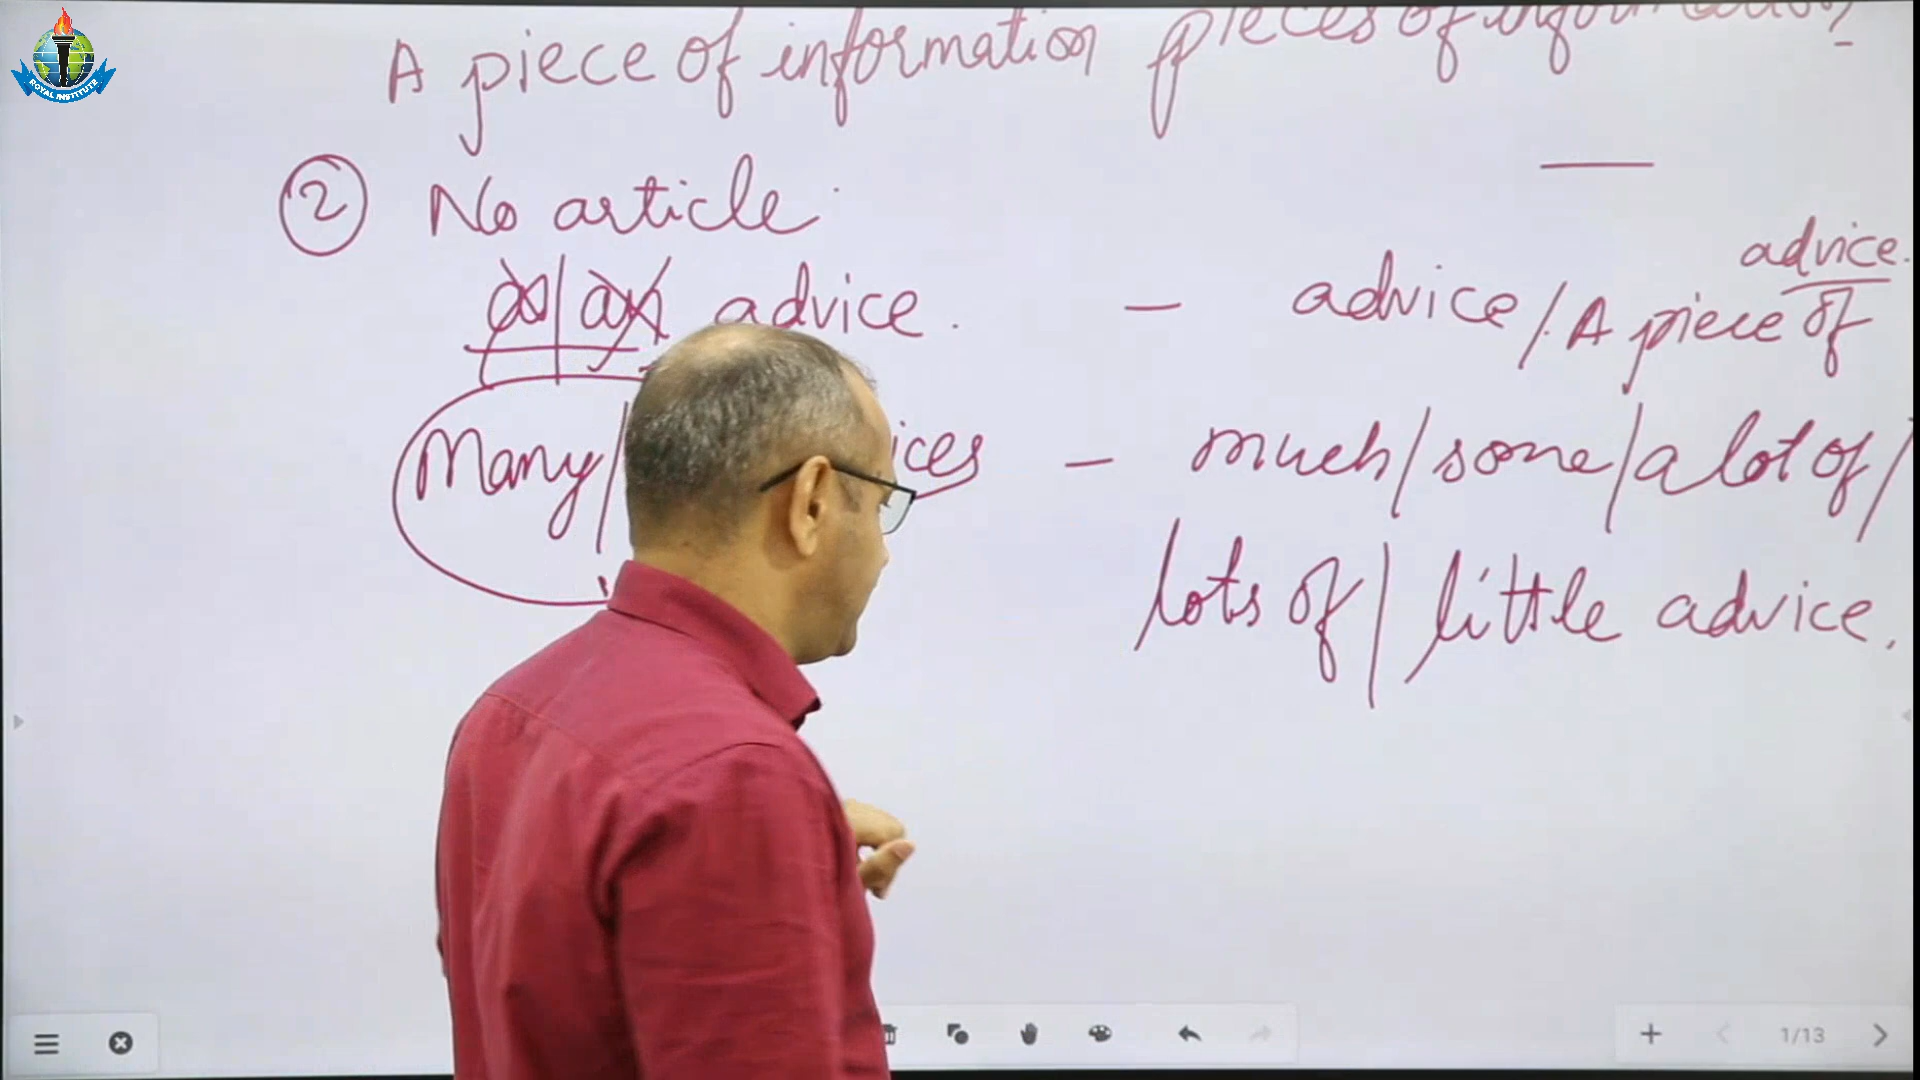 ROYAL INSTITUTE
A piece of information pieces of information
② No article
a/an advice. - advice/A piece of advice.
Many/ ices - much/some/a lot of/
lots of/little advice.
1/13